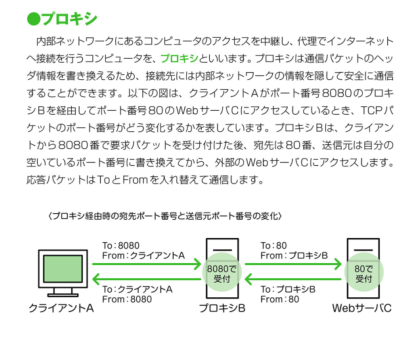 ●プロキシ
内部ネットワークにあるコンピュータのアクセスを中継し、代理でインターネット
へ接続を行うコンピュータを、プロキシといいます。プロキシは通信パケットのヘッ
ダ情報を書き換えるため、接続先には内部ネットワークの情報を隠して安全に通信
することができます。以下の図は、クライアントAがポート番号8080のプロキ
シBを経由してポート番号80のWebサーバCにアクセスしているとき、TCPパ
ケットのポート番号がどう変化するかを表しています。プロキシBは、クライアン
トから8080番で要求パケットを受け付けた後、宛先は80番、送信元は自分の
空いているポート番号に書き換えてから、外部のWebサーバCにアクセスします。
応答パケットはToとFromを入れ替えて通信します。
〈プロキシ経由時の宛先ポート番号と送信元ポート番号の変化〉
To：8080
From：クライアントA
To：80
From：プロキシB
8080で
受付
80で
受付
To：クライアントA
From：8080
To：プロキシB
From：80
クライアントA
プロキシB
WebサーバC